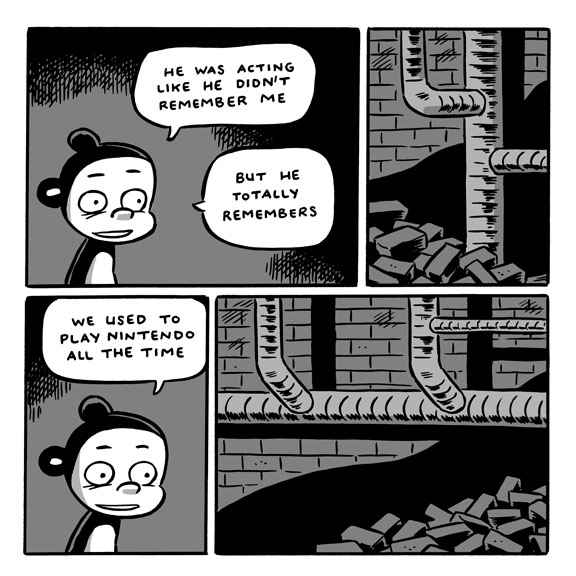 HE WAS ACTING
LIKE HE DIDN'T
REMEMBER ME
BUT HE
TOTALLY
REMEMBERS
WE USED TO
PLAY NINTENDO
ALL THE TIME